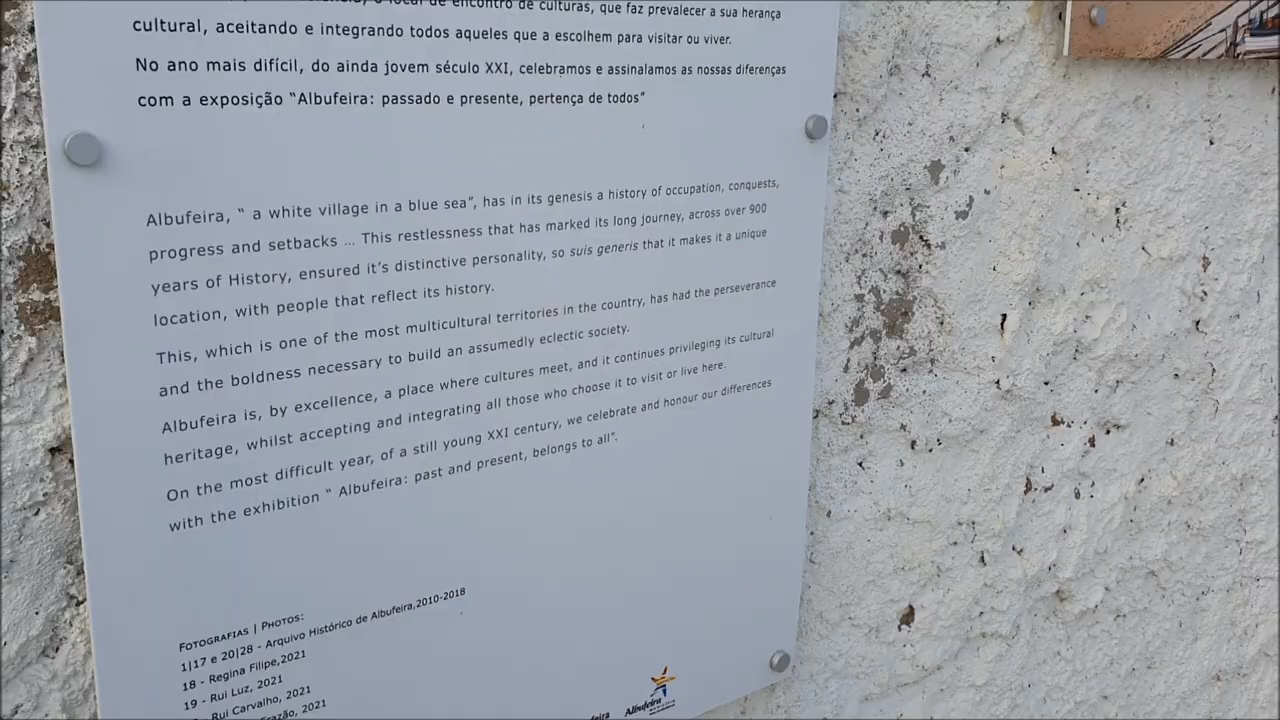 de encontro de culturas, que faz prevalecer a sua herança
cultural, aceitando e integrando todos aqueles que a escolhem para visitar ou viver.
No ano mais difícil, do ainda jovem século XXI, celebramos e assinalamos as nossas diferenças
com a exposição “Albufeira: passado e presente, pertença de todos”
Albufeira, “ a white village in a blue sea”, has in its genesis a history of occupation, conquests,
progress and setbacks ... This restlessness that has marked its long journey, across over 900
years of History, ensured it’s distinctive personality, so suis generis that it makes it a unique
location, with people that reflect its history.
This, which is one of the most multicultural territories in the country, has had the perseverance
and the boldness necessary to build an assumedly eclectic society.
Albufeira is, by excellence, a place where cultures meet, and it continues privileging its cultural
heritage, whilst accepting and integrating all those who choose it to visit or live here.
On the most difficult year, of a still young XXI century, we celebrate and honour our differences
with the exhibition “ Albufeira: past and present, belongs to all”.
FOTOGRAFIAS | PHOTOS:
1|17 e 20|28 - Arquivo Histórico de Albufeira,2010-2018
18 - Regina Filipe,2021
19 - Rui Luz, 2021
- Rui Carvalho, 2021
2021
Albufeira